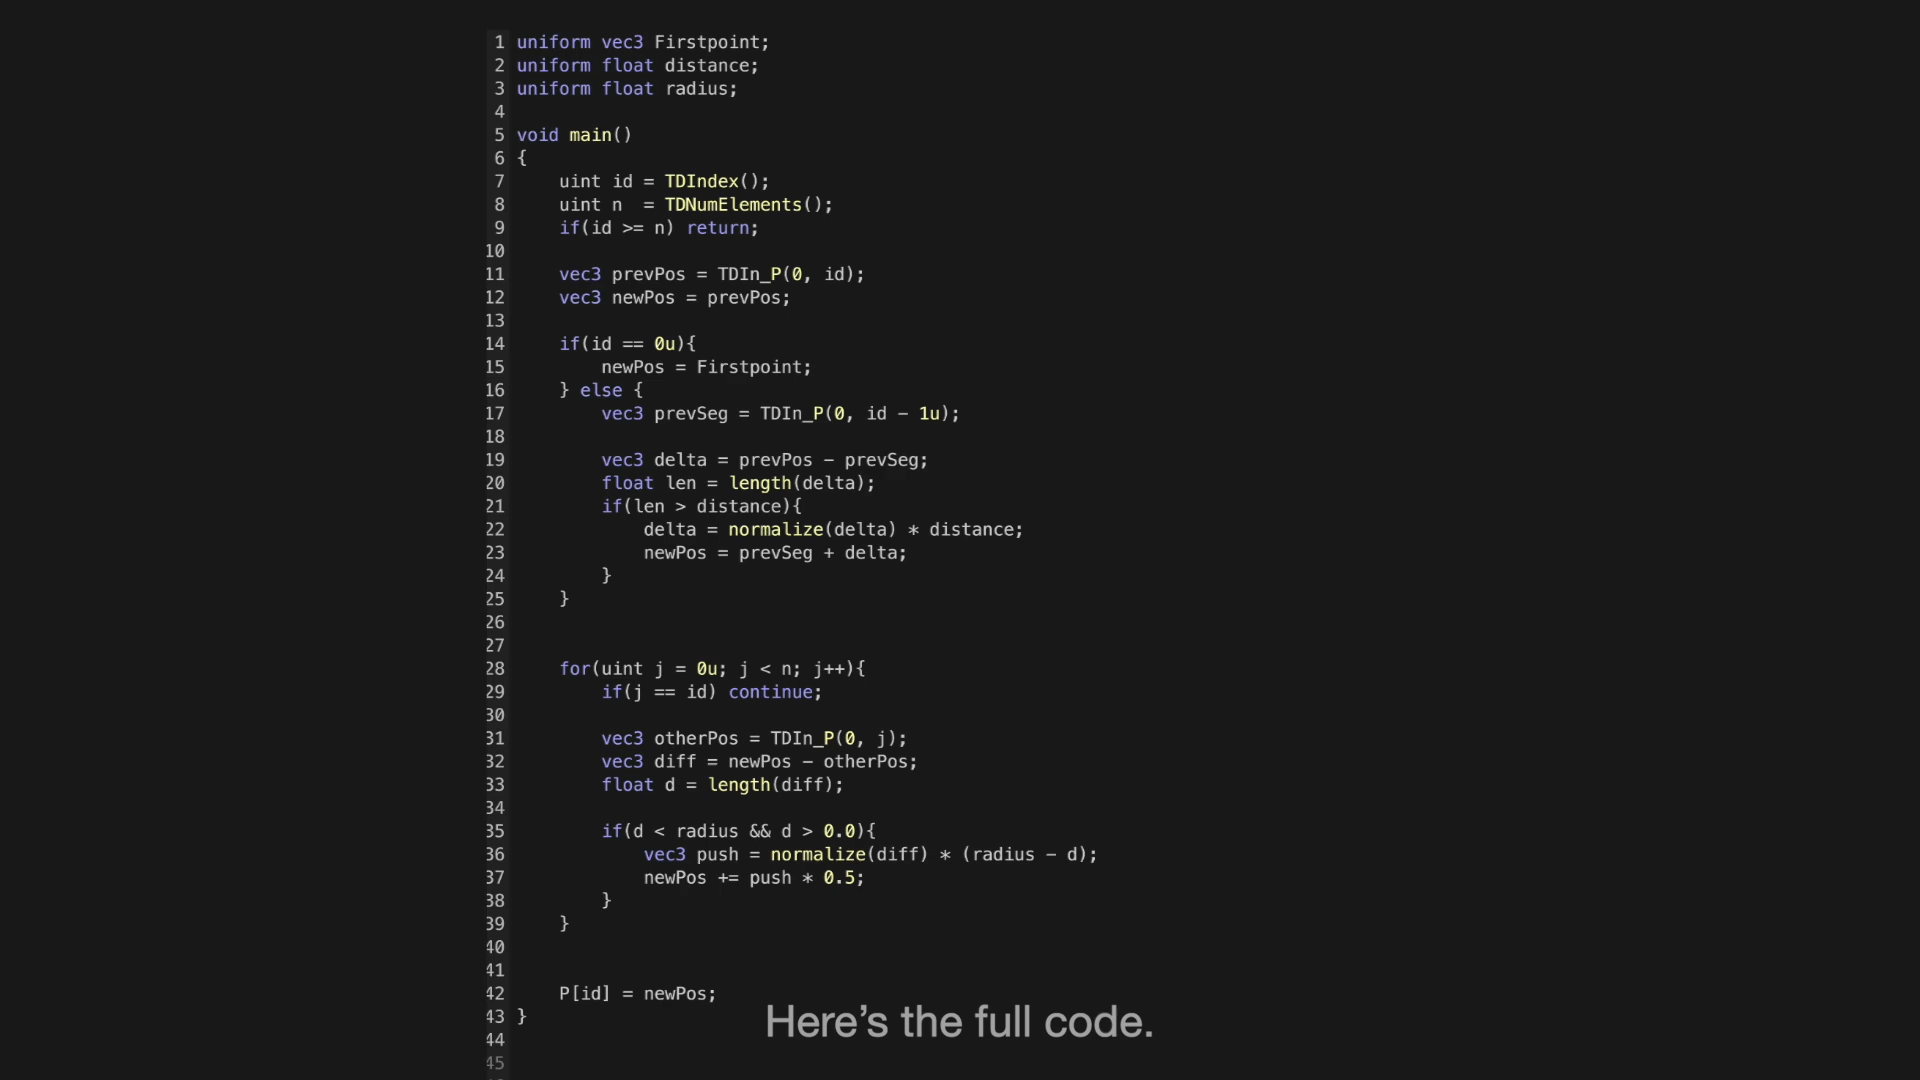 1 uniform vec3 Firstpoint;
2 uniform float distance;
3 uniform float radius;
4
5 void main()
6 {
7     uint id = TDIndex();
8     uint n  = TDNumElements();
9     if(id >= n) return;
10
11     vec3 prevPos = TDIn_P(0, id);
12     vec3 newPos = prevPos;
13
14     if(id == 0u){
15         newPos = Firstpoint;
16     } else {
17         vec3 prevSeg = TDIn_P(0, id − 1u);
18
19         vec3 delta = prevPos − prevSeg;
20         float len = length(delta);
21         if(len > distance){
22             delta = normalize(delta) * distance;
23             newPos = prevSeg + delta;
24         }
25     }
26
27
28     for(uint j = 0u; j < n; j++){
29         if(j == id) continue;
30
31         vec3 otherPos = TDIn_P(0, j);
32         vec3 diff = newPos − otherPos;
33         float d = length(diff);
34
35         if(d < radius && d > 0.0){
36             vec3 push = normalize(diff) * (radius − d);
37             newPos += push * 0.5;
38         }
39     }
40
41
42     P[id] = newPos;
43 }
44
45
Here's the full code.